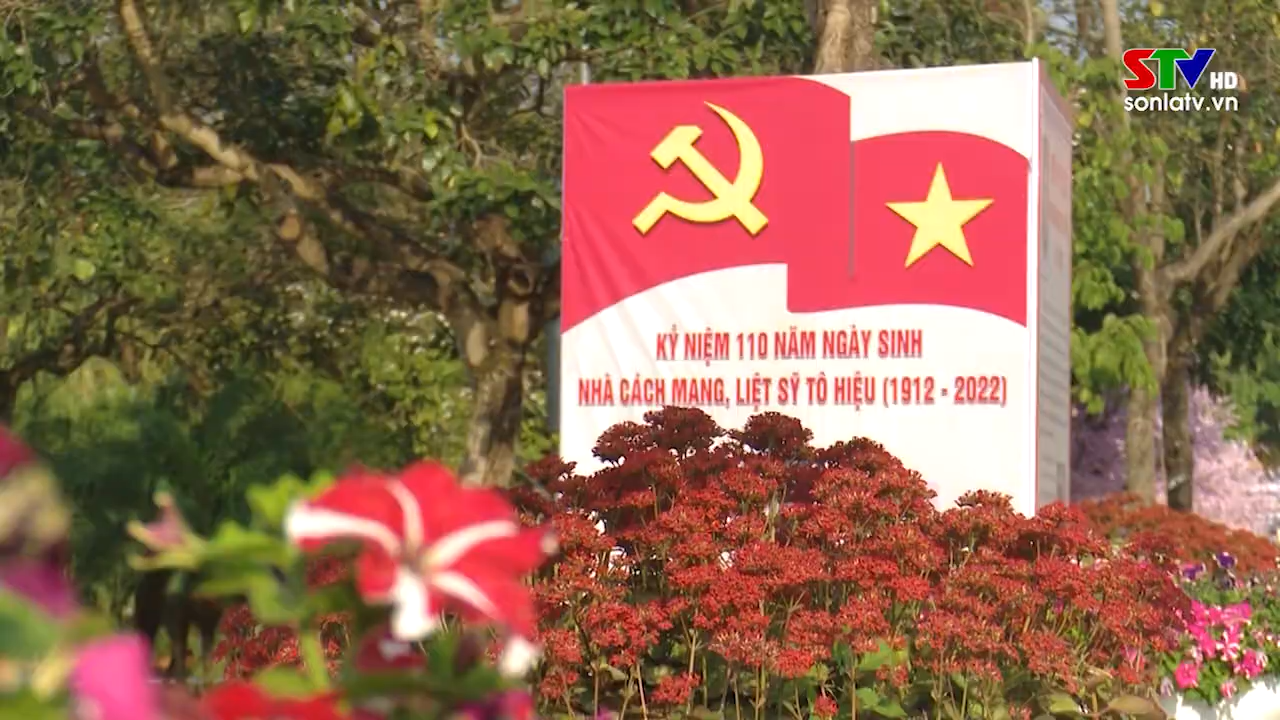 STV HD
sonlatv.vn
KỶ NIỆM 110 NĂM NGÀY SINH
NHÀ CÁCH MẠNG, LIỆT SỸ TÔ HIỆU (1912 - 2022)